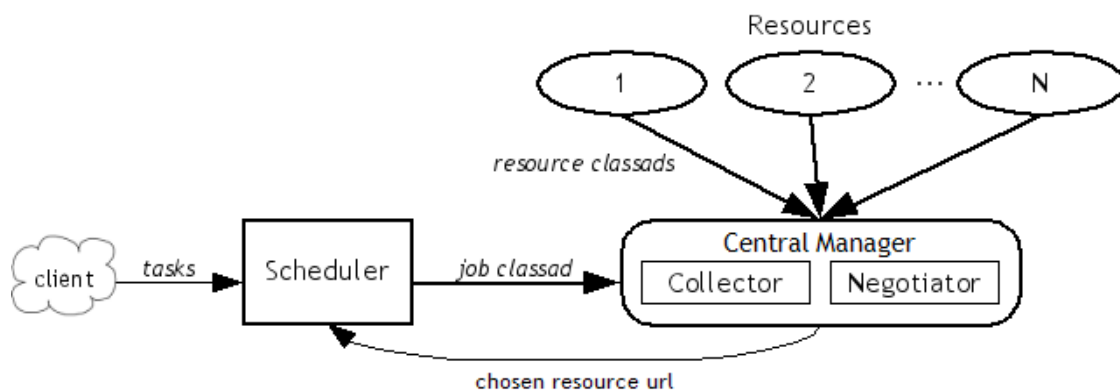 Resources
1 2 ... N
resource classads
Central Manager
client tasks Scheduler job classad Collector Negotiator
chosen resource url